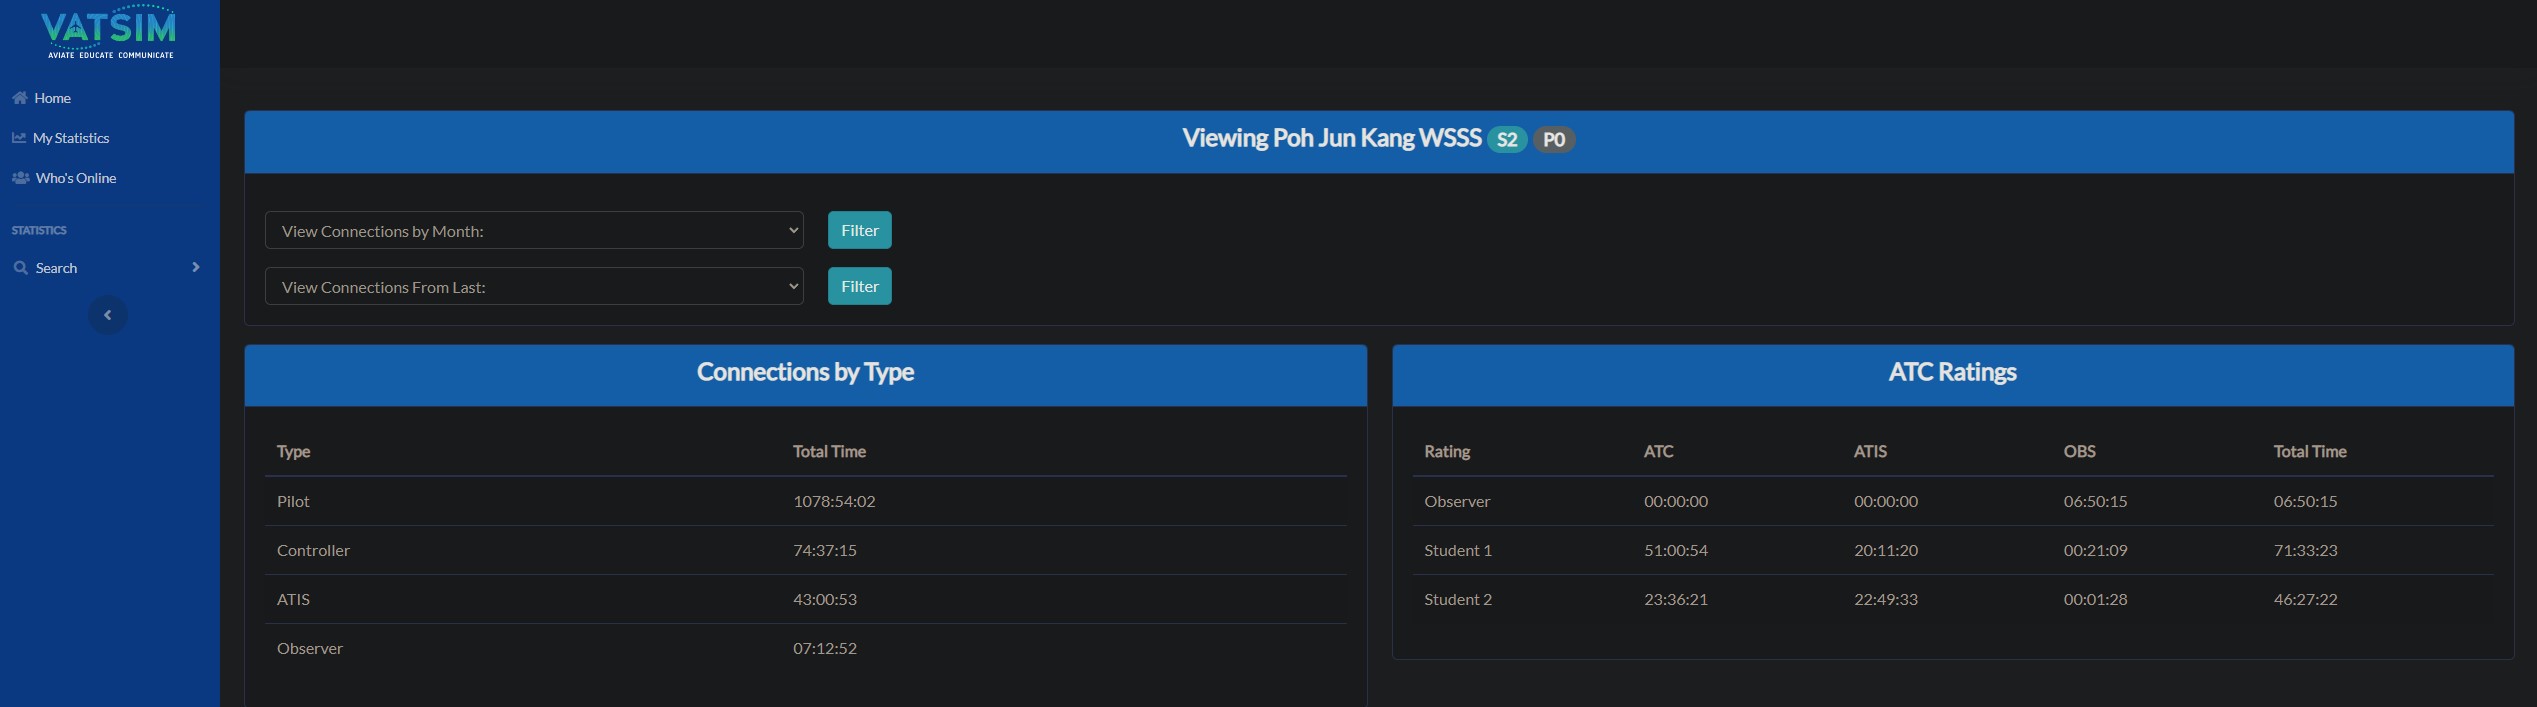 VATSIM
AVIATE EDUCATE COMMUNICATE
Home
My Statistics
Who's Online
STATISTICS
Search
Viewing Poh Jun Kang WSSS S2 P0
View Connections by Month: Filter
View Connections From Last: Filter
Connections by Type
Type Total Time
Pilot 1078:54:02
Controller 74:37:15
ATIS 43:00:53
Observer 07:12:52
ATC Ratings
Rating ATC ATIS OBS Total Time
Observer 00:00:00 00:00:00 06:50:15 06:50:15
Student 1 51:00:54 20:11:20 00:21:09 71:33:23
Student 2 23:36:21 22:49:33 00:01:28 46:27:22